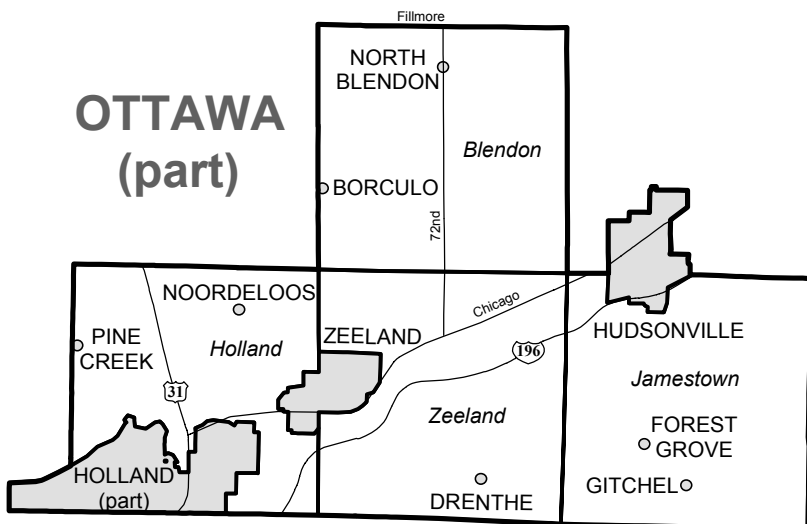 Fillmore
NORTH
BLENDON
OTTAWA
(part)
Blendon
BORCULO
72nd
NOORDELOOS
Chicago
ZEELAND
HUDSONVILLE
PINE
CREEK
Holland
196
Jamestown
31
Zeeland
FOREST
GROVE
HOLLAND
(part)
GITCHEL
DRENTHE